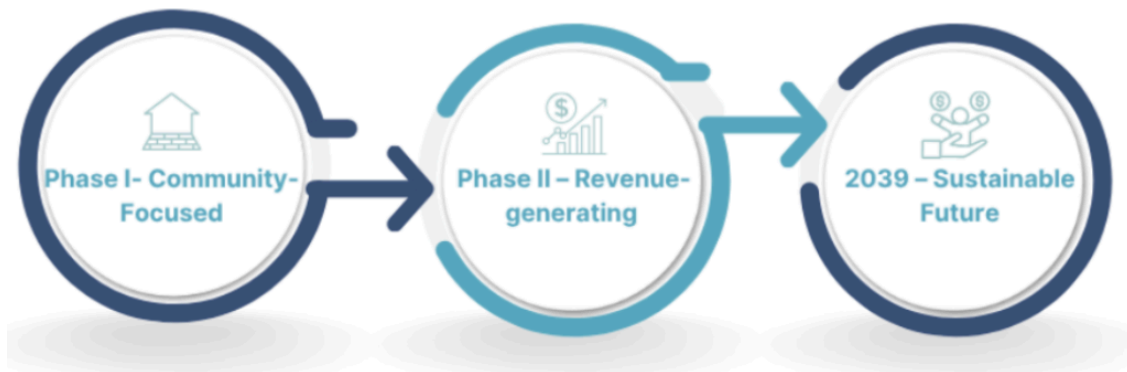 Phase I- Community-
Focused
$
Phase II – Revenue-
generating
$ $
2039 – Sustainable
Future